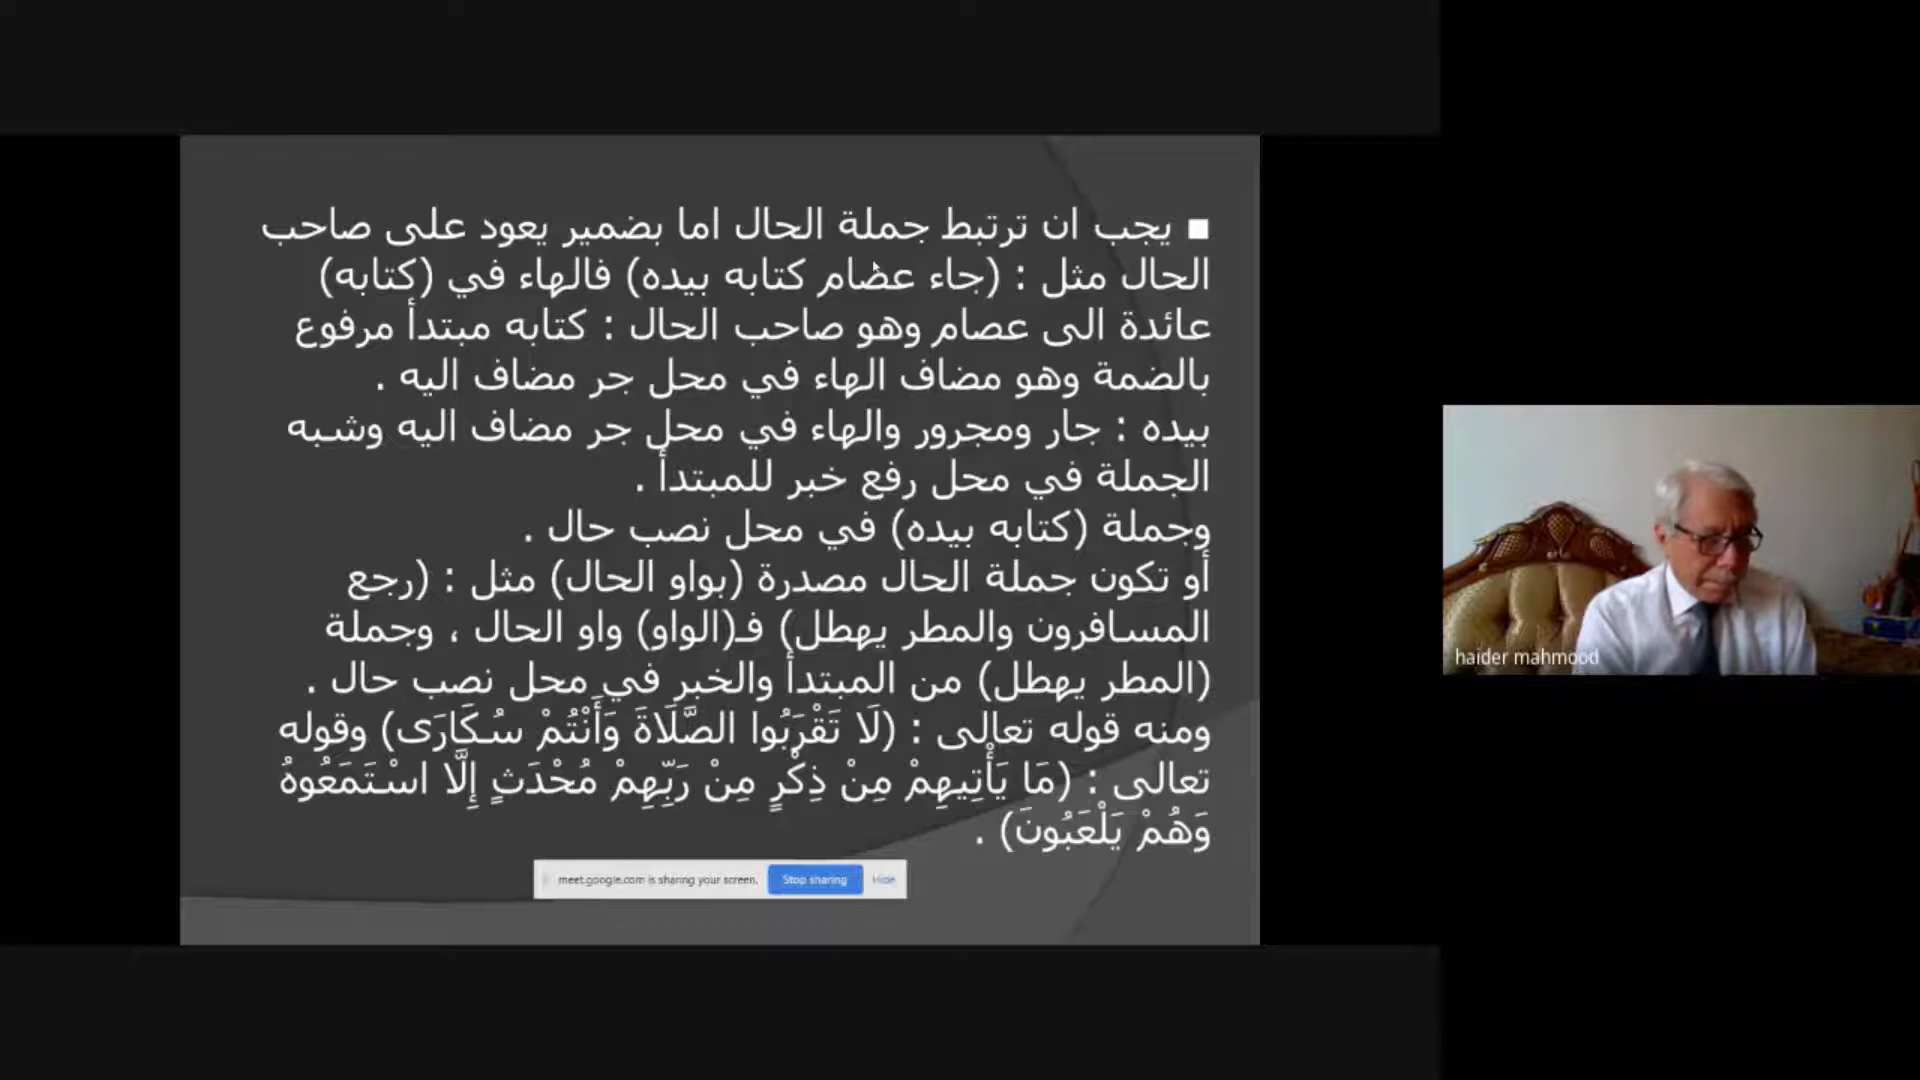 ■ يجب ان ترتبط جملة الحال اما بضمير يعود على صاحب
الحال مثل : (جاء عصام كتابه بيده) فالهاء في (كتابه)
عائدة الى عصام وهو صاحب الحال : كتابه مبتدأ مرفوع
بالضمة وهو مضاف الهاء في محل جر مضاف اليه .
بيده : جار ومجرور والهاء في محل جر مضاف اليه وشبه
الجملة في محل رفع خبر للمبتدأ .
وجملة (كتابه بيده) في محل نصب حال .
أو تكون جملة الحال مصدرة (بواو الحال) مثل : (رجع
المسافرون والمطر يهطل) فـ(الواو) واو الحال ، وجملة
(المطر يهطل) من المبتدأ والخبر في محل نصب حال .
ومنه قوله تعالى : (لَا تَقْرَبُوا الصَّلَاةَ وَأَنْتُمْ سُكَارَى) وقوله
تعالى : (مَا يَأْتِيهِمْ مِنْ ذِكْرٍ مِنْ رَبِّهِمْ مُحْدَثٍ إِلَّا اسْتَمَعُوهُ
وَهُمْ يَلْعَبُونَ) .
meet.google.com is sharing your screen. Stop sharing Hide
haider mahmood